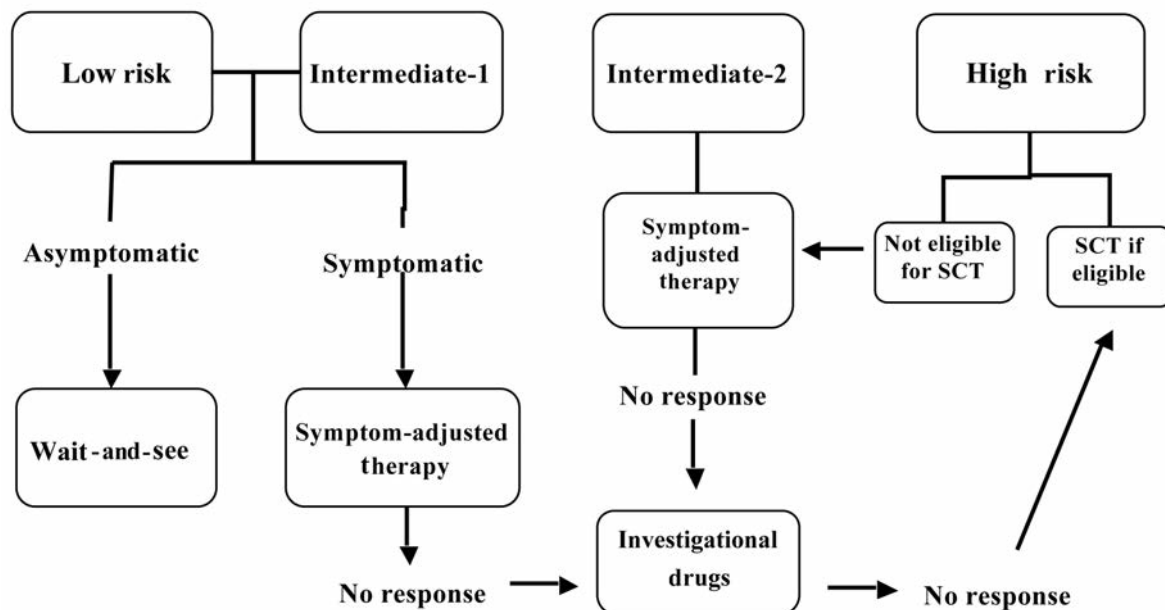 Low risk
Intermediate-1
Intermediate-2
High risk
Asymptomatic
Symptomatic
Symptom-
adjusted
therapy
Not eligible
for SCT
SCT if
eligible
Wait-and-see
Symptom-adjusted
therapy
No response
No response
Investigational
drugs
No response